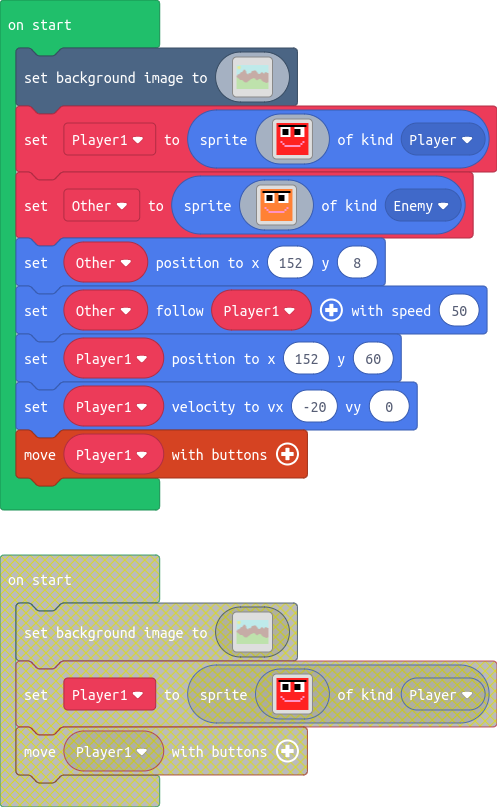 on start
set background image to
set Player1 to sprite of kind Player
set Other to sprite of kind Enemy
set Other position to x 152 y 8
set Other follow Player1 with speed 50
set Player1 position to x 152 y 60
set Player1 velocity to vx -20 vy 0
move Player1 with buttons
on start
set background image to
set Player1 to sprite of kind Player
move Player1 with buttons